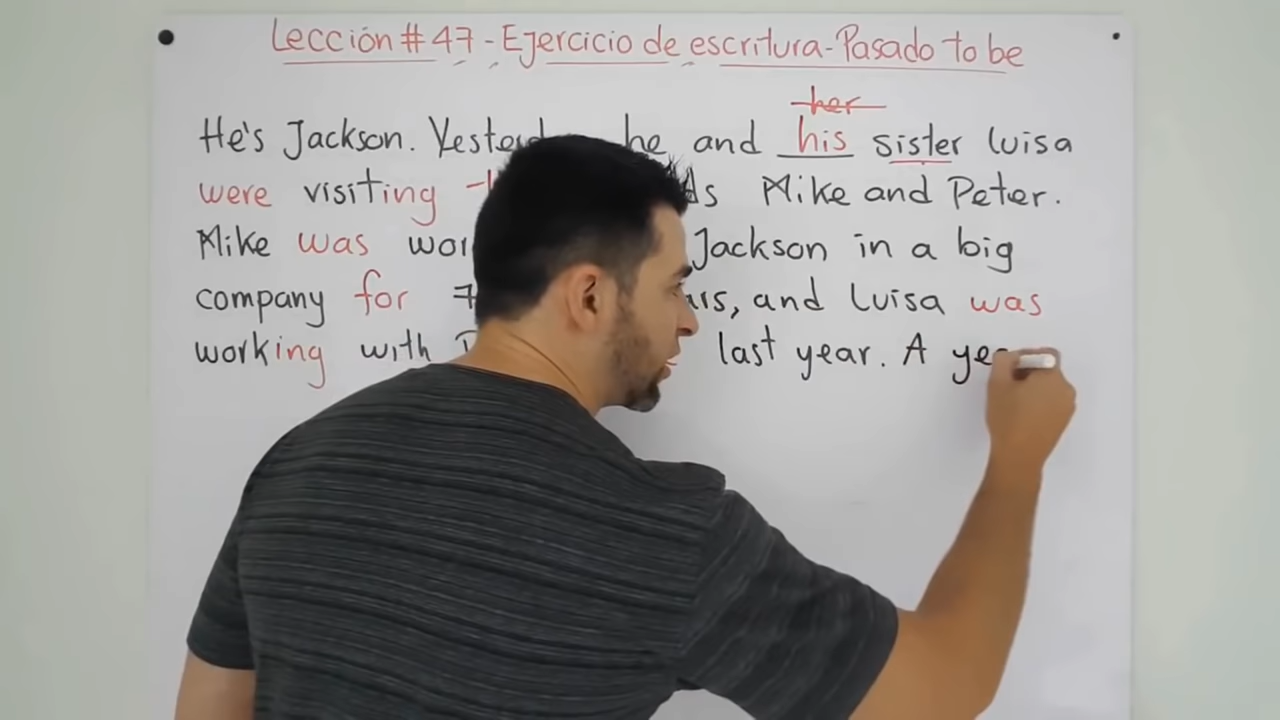 Lección #47 - Ejercicio de escritura - Pasado to be
her
He's Jackson. he and his sister Luisa
were visiting Mike and Peter.
Mike was Jackson in a big
company for and Luisa was
working with last year. A